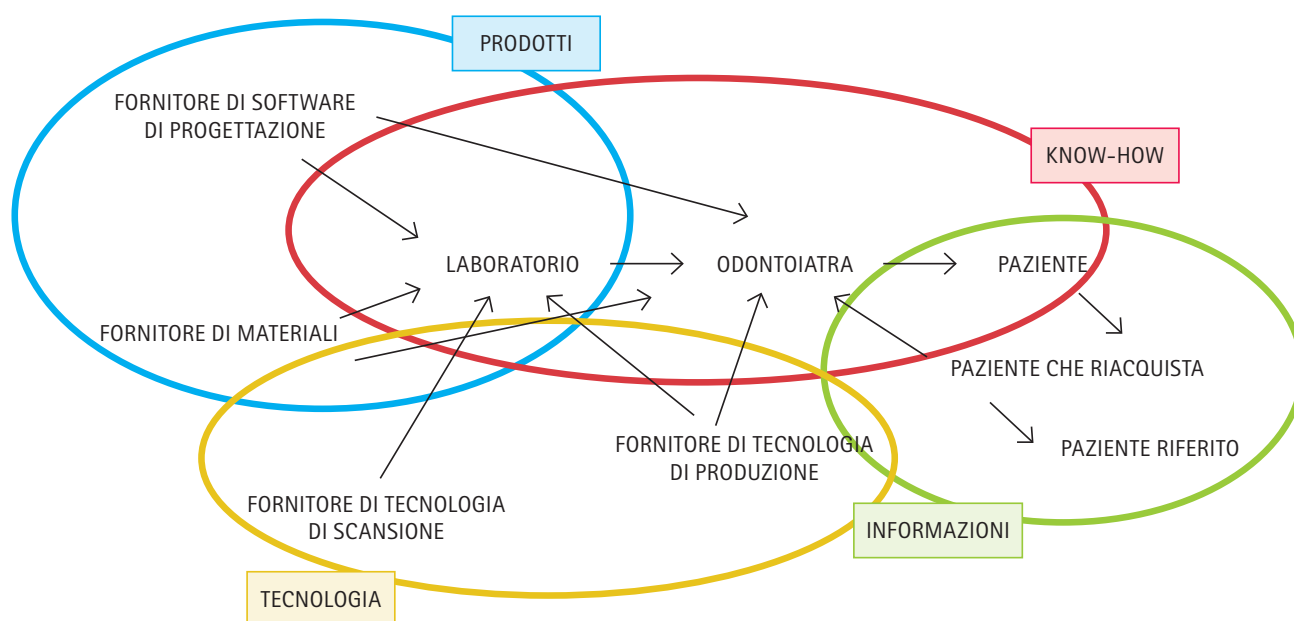 PRODOTTI
FORNITORE DI SOFTWARE
DI PROGETTAZIONE
KNOW-HOW
LABORATORIO
ODONTOIATRA
PAZIENTE
FORNITORE DI MATERIALI
PAZIENTE CHE RIACQUISTA
FORNITORE DI TECNOLOGIA
DI PRODUZIONE
PAZIENTE RIFERITO
FORNITORE DI TECNOLOGIA
DI SCANSIONE
INFORMAZIONI
TECNOLOGIA